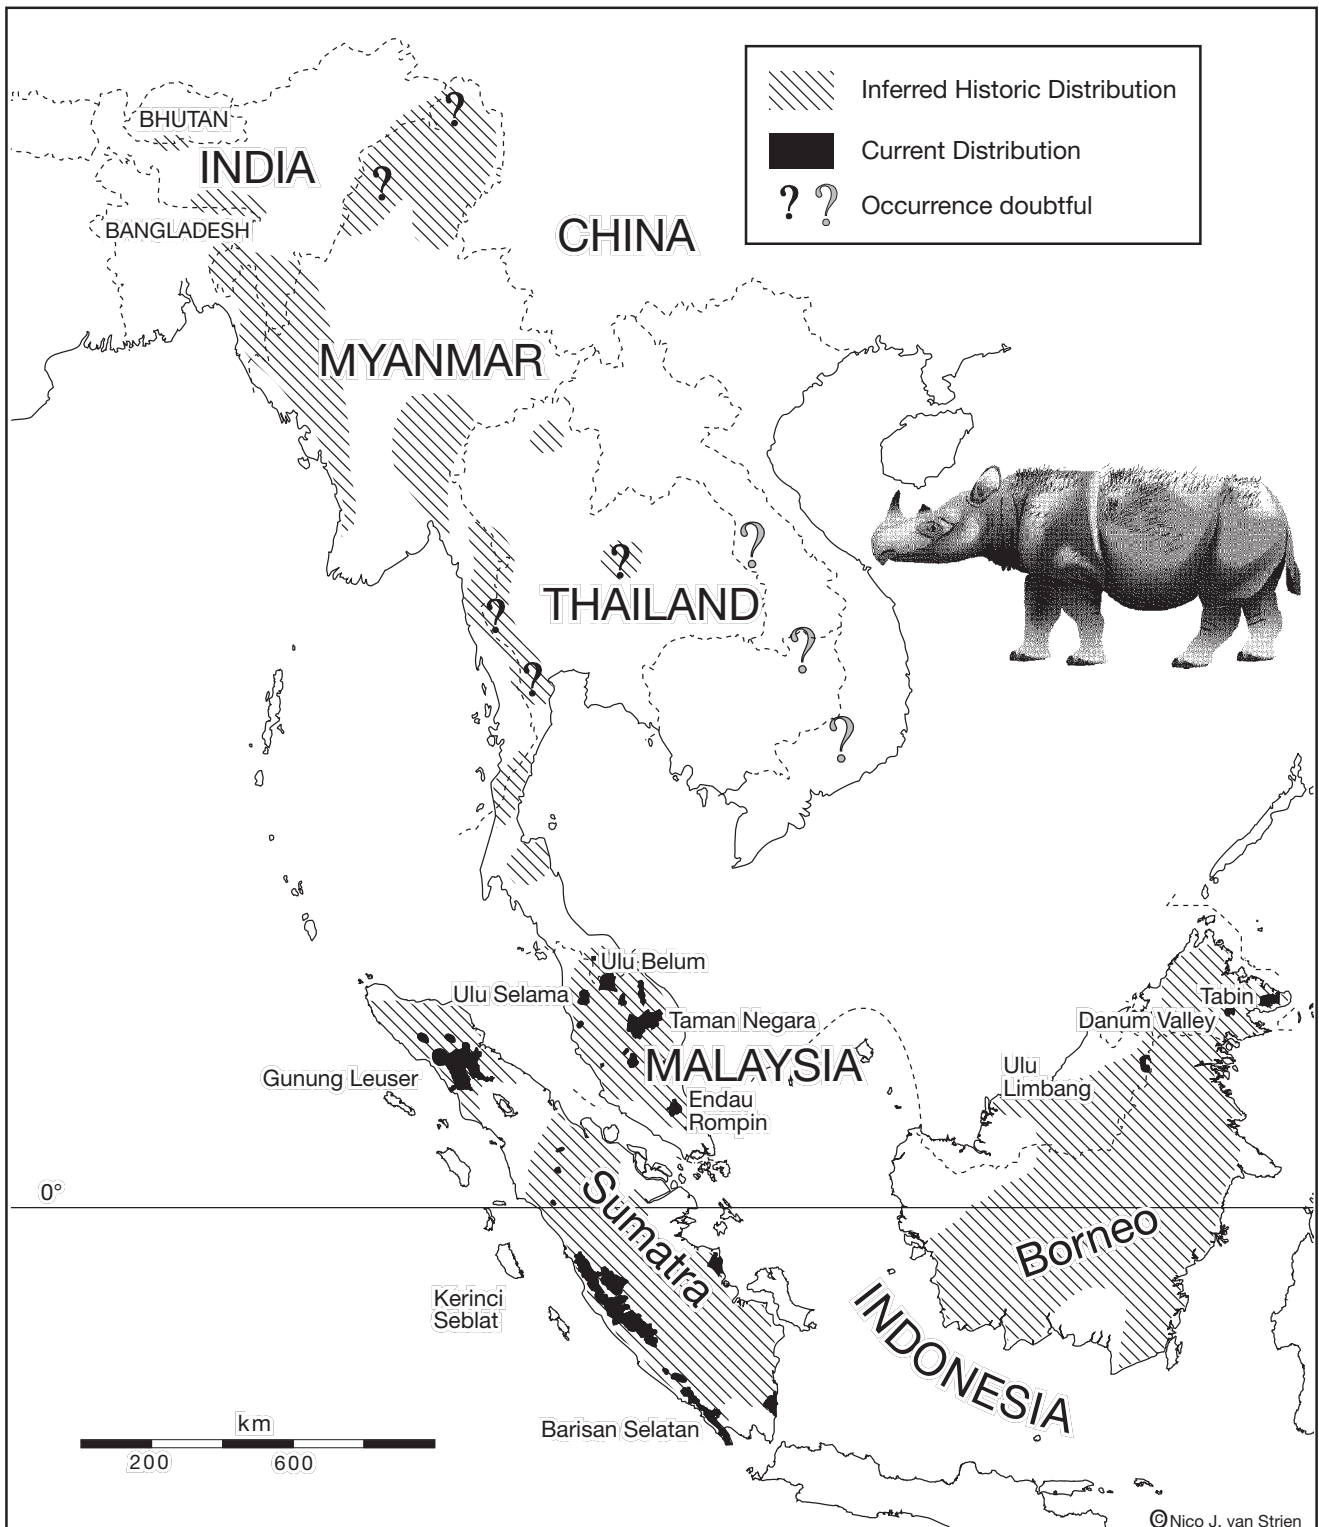 Inferred Historic Distribution
Current Distribution
? ? Occurrence doubtful
BHUTAN
INDIA
BANGLADESH
?
?
CHINA
MYANMAR
?
?
THAILAND
?
?
?
?
Ulu Belum
Ulu Selama
Taman Negara
MALAYSIA
Gunung Leuser
Endau
Rompin
Tabin
Danum Valley
Ulu
Limbang
0°
Sumatra
Borneo
Kerinci
Seblat
INDONESIA
Barisan Selatan
km
200 600
© Nico J. van Strien